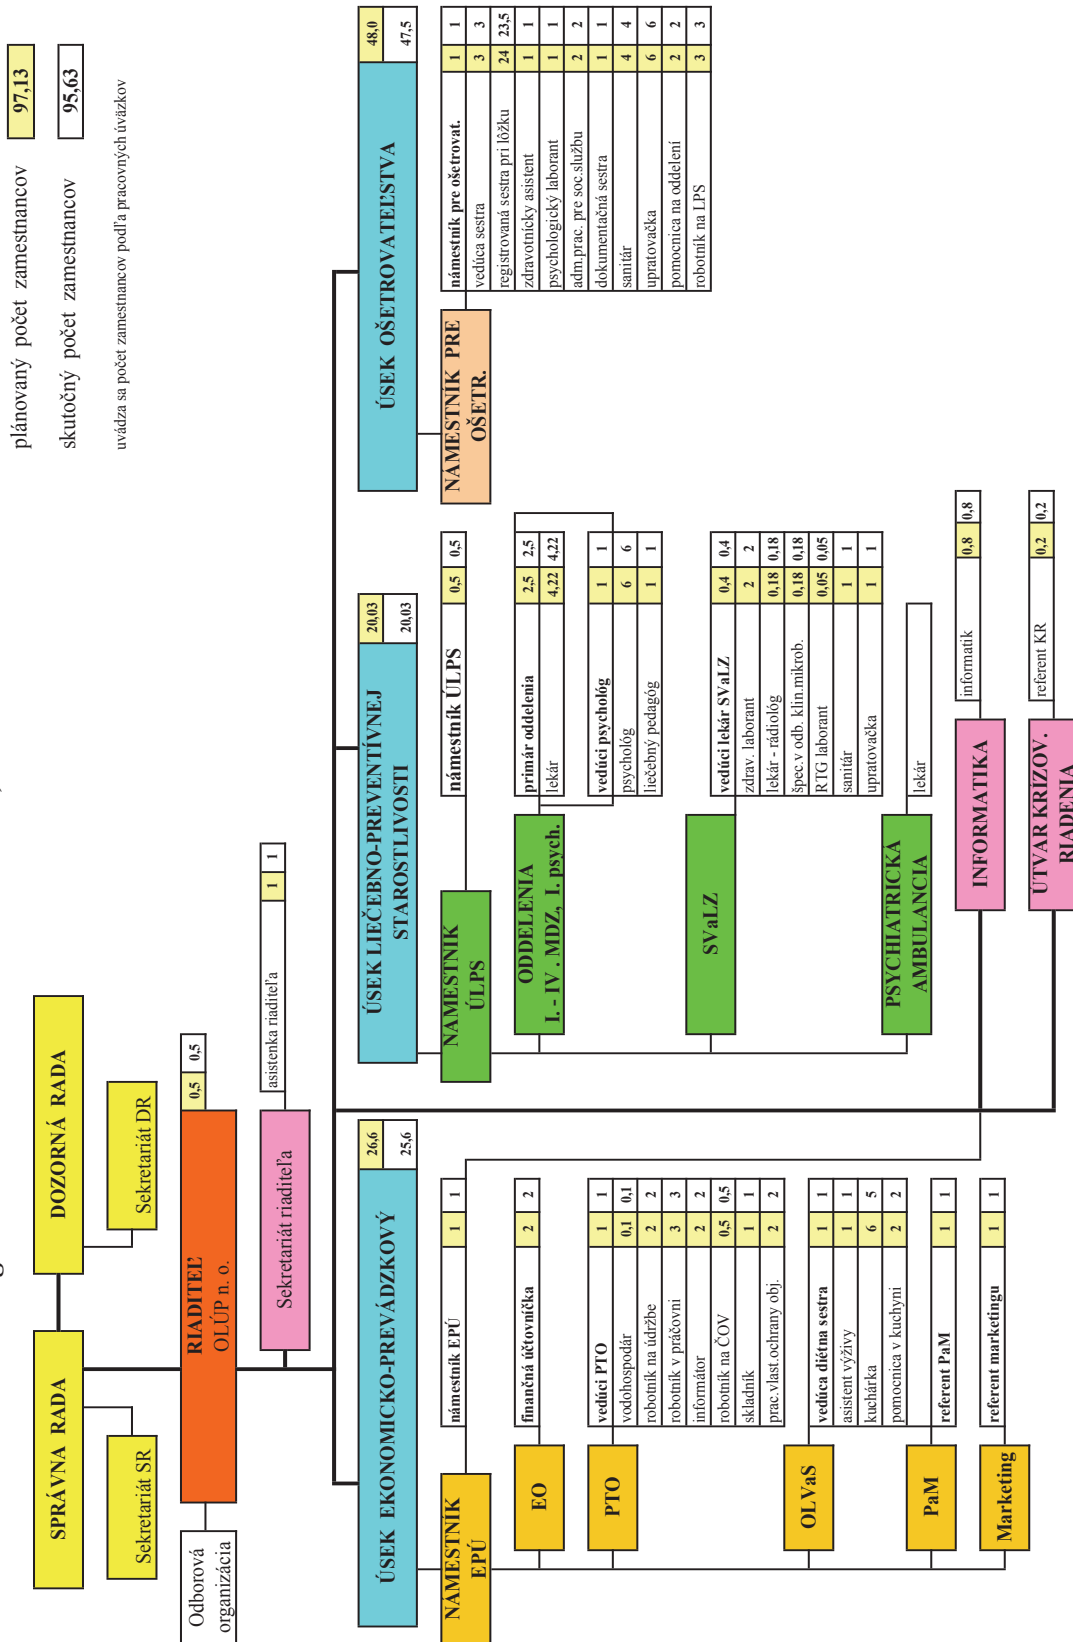 plánovaný počet zamestnancov 97,13
skutočný počet zamestnancov 95,63
uvádza sa počet zamestnancov podľa pracovných úväzkov
SPRÁVNA RADA
DOZORNÁ RADA
Sekretariát SR
Sekretariát DR
Odborová
organizácia
RIADITEĽ
OLÚP n. o.
0,5 0,5
Sekretariát riaditeľa
asistenka riaditeľa 1 1
ÚSEK EKONOMICKO-PREVÁDZKOVÝ
26,6
25,6
NÁMESTNÍK
EPÚ
námestník EPÚ 1 1
EO
finančná účtovníčka 2 2
PTO
vedúci PTO 1 1
vodohospodár 0,1 0,1
robotník na údržbe 2 2
robotník v práčovni 3 3
informátor 2 2
robotník na ČOV 0,5 0,5
skladník 1 1
prac.vlast.ochrany obj. 2 2
OLVaS
vedúca diétna sestra 1 1
asistent výživy 1 1
kuchárka 6 5
pomocnica v kuchyni 2 2
PaM
referent PaM 1 1
Marketing
referent marketingu 1 1
ÚSEK LIEČEBNO-PREVENTÍVNEJ
STAROSTLIVOSTI
20,03
20,03
NÁMESTNÍK
ÚLPS
námestník ÚLPS 0,5 0,5
ODDELENIA
I. - IV . MDZ, I. psych.
primár oddelenia 2,5 2,5
lekár 4,22 4,22
vedúci psychológ 1 1
psychológ 6 6
liečebný pedagóg 1 1
SVaLZ
vedúci lekár SVaLZ 0,4 0,4
zdrav. laborant 2 2
lekár - rádiológ 0,18 0,18
špec.v odb. klin.mikrob. 0,18 0,18
RTG laborant 0,05 0,05
sanitár 1 1
upratovačka 1 1
PSYCHIATRICKÁ
AMBULANCIA
lekár
INFORMATIKA
informatik 0,8 0,8
ÚTVAR KRÍZOV.
RIADENIA
referent KR 0,2 0,2
ÚSEK OŠETROVATEĽSTVA
48,0
47,5
NÁMESTNÍK PRE
OŠETR.
námestník pre ošetrovat. 1 1
vedúca sestra 3 3
registrovaná sestra pri lôžku 24 23,5
zdravotnícky asistent 1 1
psychologický laborant 1 1
adm.prac. pre soc.službu 2 2
dokumentačná sestra 1 1
sanitár 4 4
upratovačka 6 6
pomocnica na oddelení 2 2
robotník na LPS 3 3